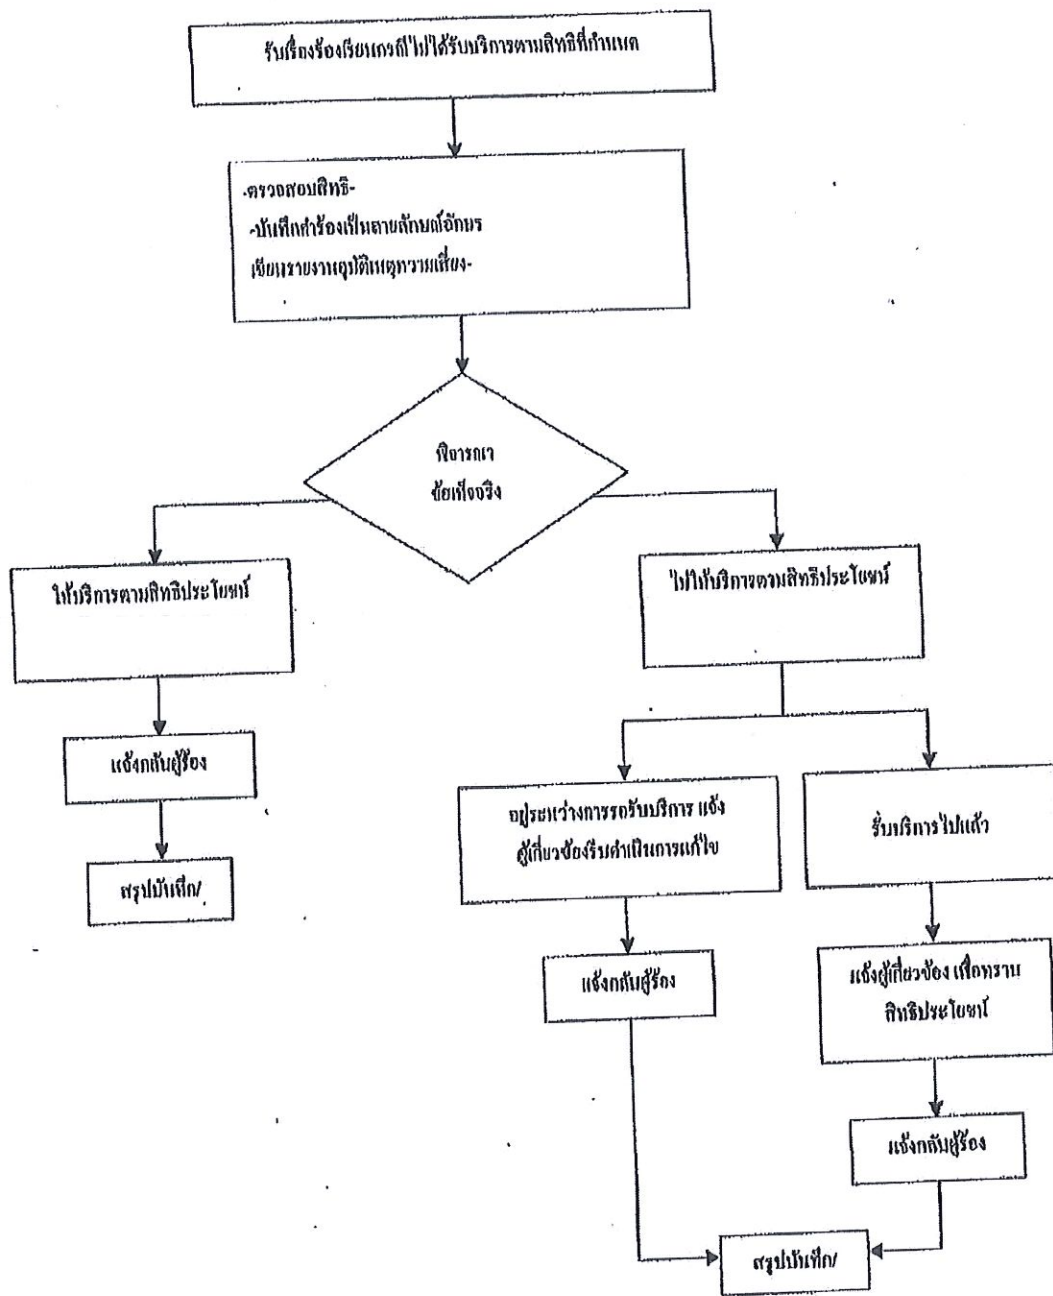 รับเรื่องร้องเรียนกรณีไม่ได้รับบริการตามสิทธิที่กำหนด
-ตรวจสอบสิทธิ-
-บันทึกคำร้องเป็นลายลักษณ์อักษร
เขียนรายงานอุบัติเหตุความเสี่ยง-
พิจารณา
ข้อเท็จจริง
ให้บริการตามสิทธิประโยชน์
ไม่ให้บริการตามสิทธิประโยชน์
แจ้งกลับผู้ร้อง
สรุปบันทึก/
อยู่ระหว่างการรอรับบริการ แจ้ง
ผู้เกี่ยวข้องรีบดำเนินการแก้ไข
รับบริการไปแล้ว
แจ้งกลับผู้ร้อง
แจ้งผู้เกี่ยวข้อง เพื่อทราบ
สิทธิประโยชน์
แจ้งกลับผู้ร้อง
สรุปบันทึก/